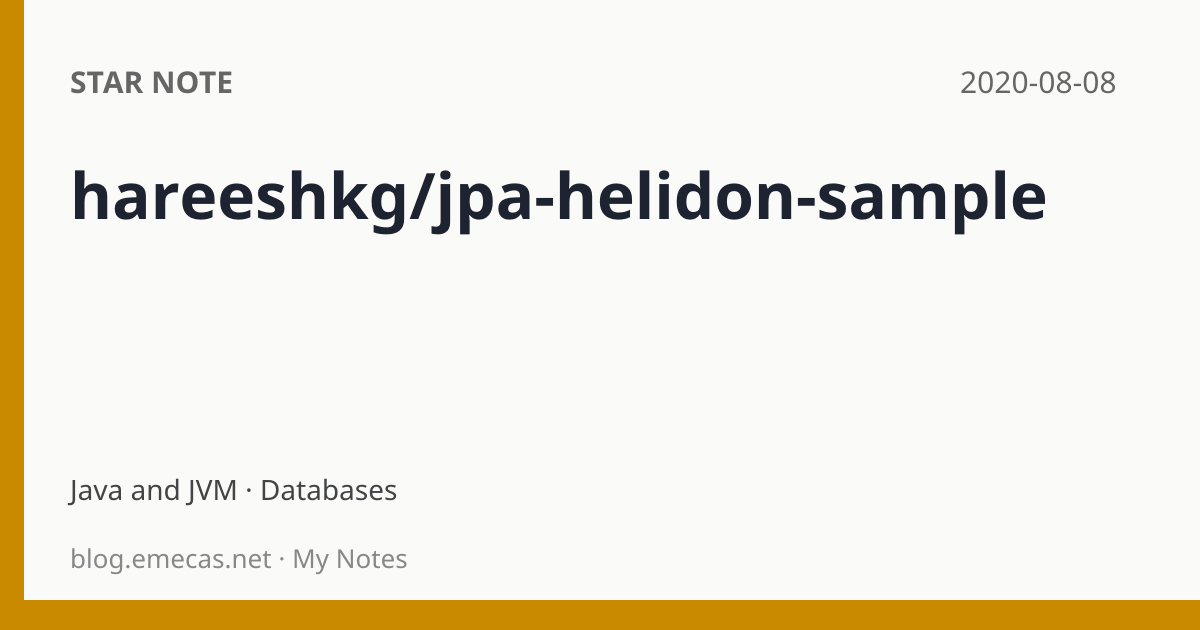 STAR NOTE 2020-08-08
hareeshkg/jpa-helidon-sample
Java and JVM · Databases
blog.emecas.net · My Notes